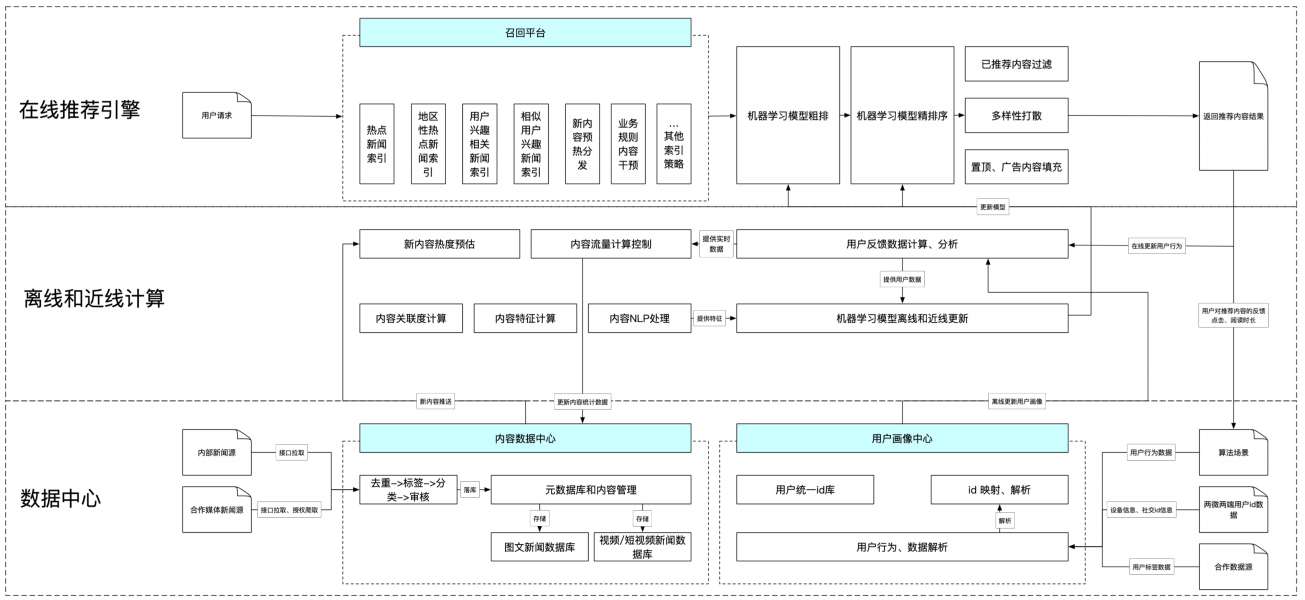 在线推荐引擎
用户请求
召回平台
热点
新闻
索引
地区
性热
点新
闻索
引
用户
兴趣
相关
新闻
索引
相似
用户
兴趣
新闻
索引
新内
容预
热分
发
业务
规则
内容
干预
...
其他
索引
策略
机器学习模型粗排
机器学习模型精排序
已推荐内容过滤
多样性打散
置顶、广告内容填充
返回推荐内容结果
更新模型
离线和近线计算
新内容热度预估
内容流量计算控制
提供实时
数据
用户反馈数据计算、分析
在线更新用户行为
提供用户数据
内容关联度计算
内容特征计算
内容NLP处理
提供特征
机器学习模型离线和近线更新
用户对推荐内容的反馈
点击、阅读时长
新内容推送
更新内容统计数据
离线更新用户画像
数据中心
内部新闻源
接口拉取
合作媒体新闻源
接口拉取、授权爬取
内容数据中心
去重->标签->分
类->审核
落库
元数据库和内容管理
存储
存储
图文新闻数据库
视频/短视频新闻数
据库
用户画像中心
用户统一id库
id 映射、解析
解析
用户行为、数据解析
用户行为数据
算法场景
设备信息、社交id信息
两微两端用户id数
据
用户标签数据
合作数据源